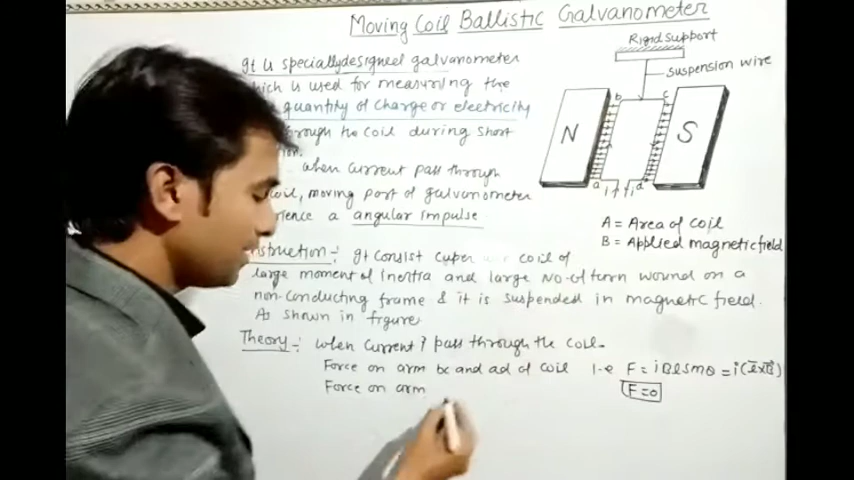 Moving Coil Ballistic Galvanometer
It is specially designed galvanometer
which is used for measuring the
quantity of charge or electricity
through the coil during short
when current pass through
coil, moving part of galvanometer
a angular impulse
Rigid support
suspension wire
b c
N S
a i i d
A = Area of coil
B = Applied magnetic field
nstruction:- It consist coil of
large moment of Inertia and large No-of turn wound on a
non-conducting frame & it is suspended in magnetic field.
As shown in figure
Theory:- when current i pass through the coil.
Force on arm bc and ad of coil i-e F = iBlsinθ = i(l⃗×B⃗)
F=0
Force on arm